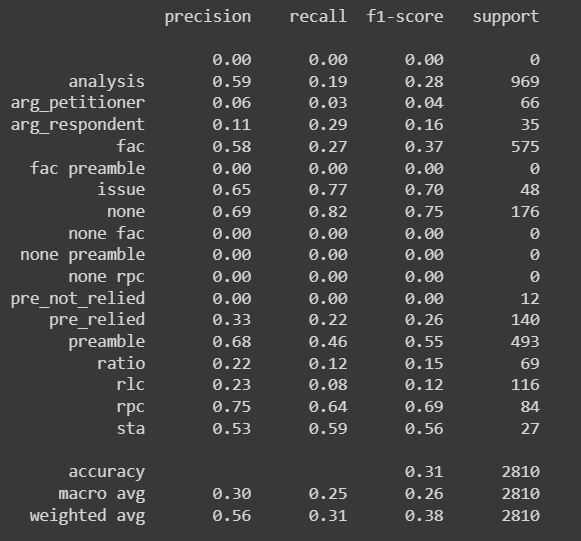 precision recall f1-score support
0.00 0.00 0.00 0
analysis 0.59 0.19 0.28 969
arg_petitioner 0.06 0.03 0.04 66
arg_respondent 0.11 0.29 0.16 35
fac 0.58 0.27 0.37 575
fac preamble 0.00 0.00 0.00 0
issue 0.65 0.77 0.70 48
none 0.69 0.82 0.75 176
none fac 0.00 0.00 0.00 0
none preamble 0.00 0.00 0.00 0
none rpc 0.00 0.00 0.00 0
pre_not_relied 0.00 0.00 0.00 12
pre_relied 0.33 0.22 0.26 140
preamble 0.68 0.46 0.55 493
ratio 0.22 0.12 0.15 69
rlc 0.23 0.08 0.12 116
rpc 0.75 0.64 0.69 84
sta 0.53 0.59 0.56 27
accuracy 0.31 2810
macro avg 0.30 0.25 0.26 2810
weighted avg 0.56 0.31 0.38 2810